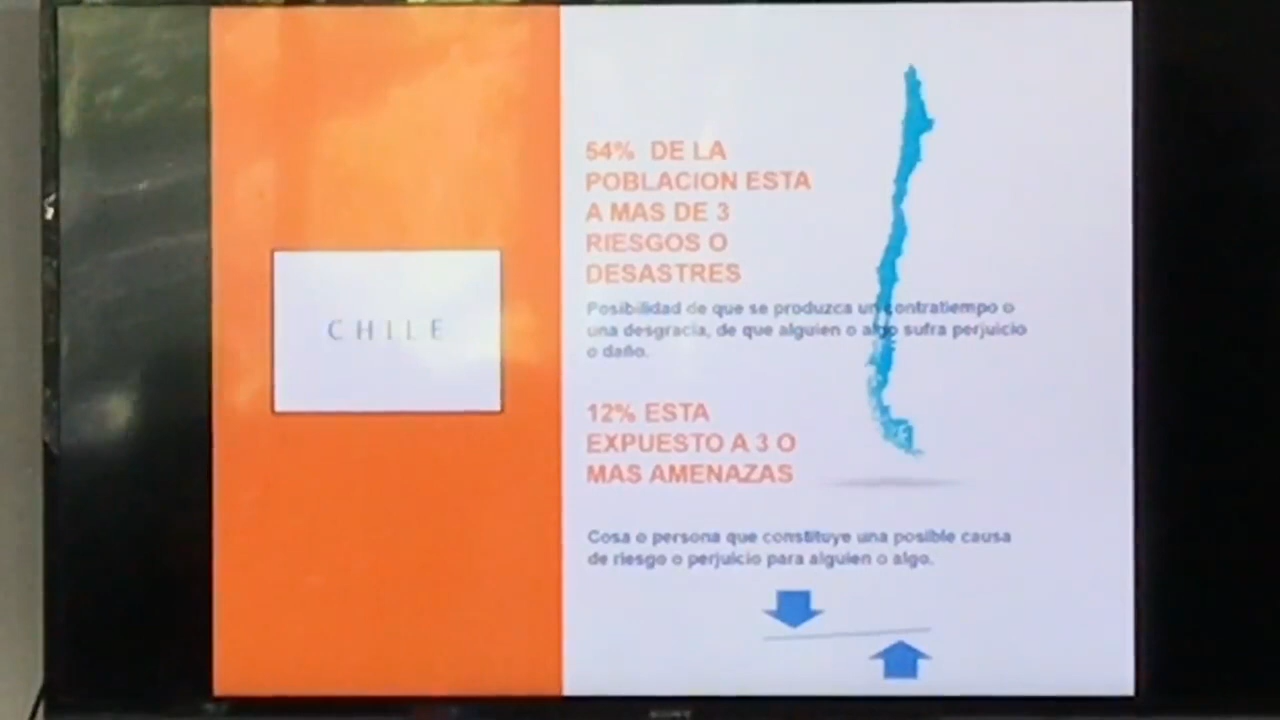 CHILE
54% DE LA
POBLACION ESTA
A MAS DE 3
RIESGOS O
DESASTRES
Posibilidad de que se produzca un contratiempo o
una desgracia, de que alguien o algo sufra perjuicio
o daño.
12% ESTA
EXPUESTO A 3 O
MAS AMENAZAS
Cosa o persona que constituye una posible causa
de riesgo o perjuicio para alguien o algo.
SONY